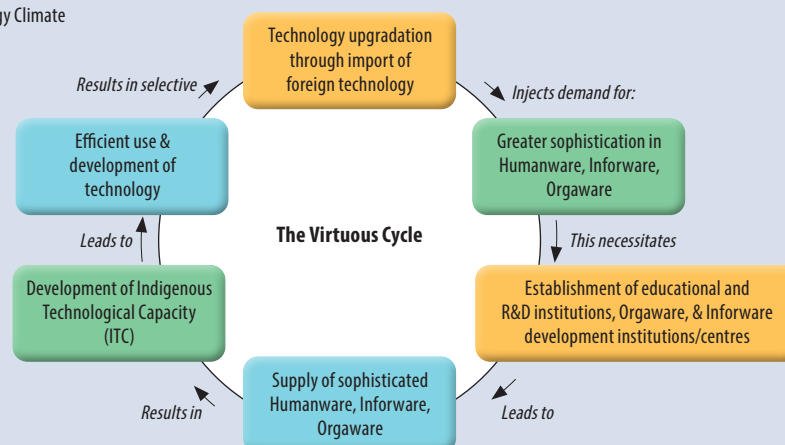 Climate
Technology upgradation
through import of
foreign technology
Results in selective
Injects demand for:
Efficient use &
development of
technology
Greater sophistication in
Humanware, Inforware,
Orgaware
The Virtuous Cycle
Leads to
This necessitates
Development of Indigenous
Technological Capacity
(ITC)
Establishment of educational and
R&D institutions, Orgaware, & Inforware
development institutions/centres
Supply of sophisticated
Humanware, Inforware,
Orgaware
Results in
Leads to